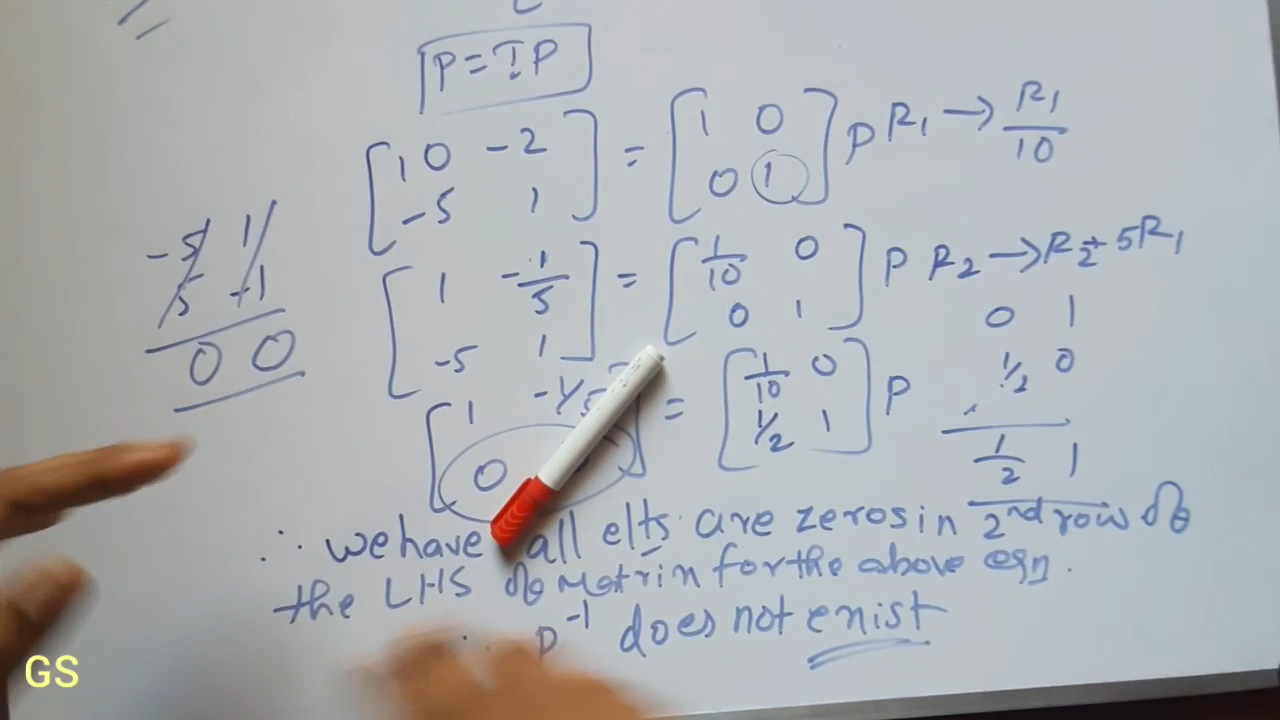 P = IP
[10 -2
-5 1] = [1 0
0 1] P R₁ → R₁/10
[1 -1/5
-5 1] = [1/10 0
0 1] P R₂ → R₂ + 5R₁
-5 1
5 -1
0 0
0 1
1/2 0
1/2 1
[1 -1/5
0] = [1/10 0
1/2 1] P
∴ we have all elts are zeros in 2nd row of
the LHS of matrix for the above eqn.
P⁻¹ does not exist
GS